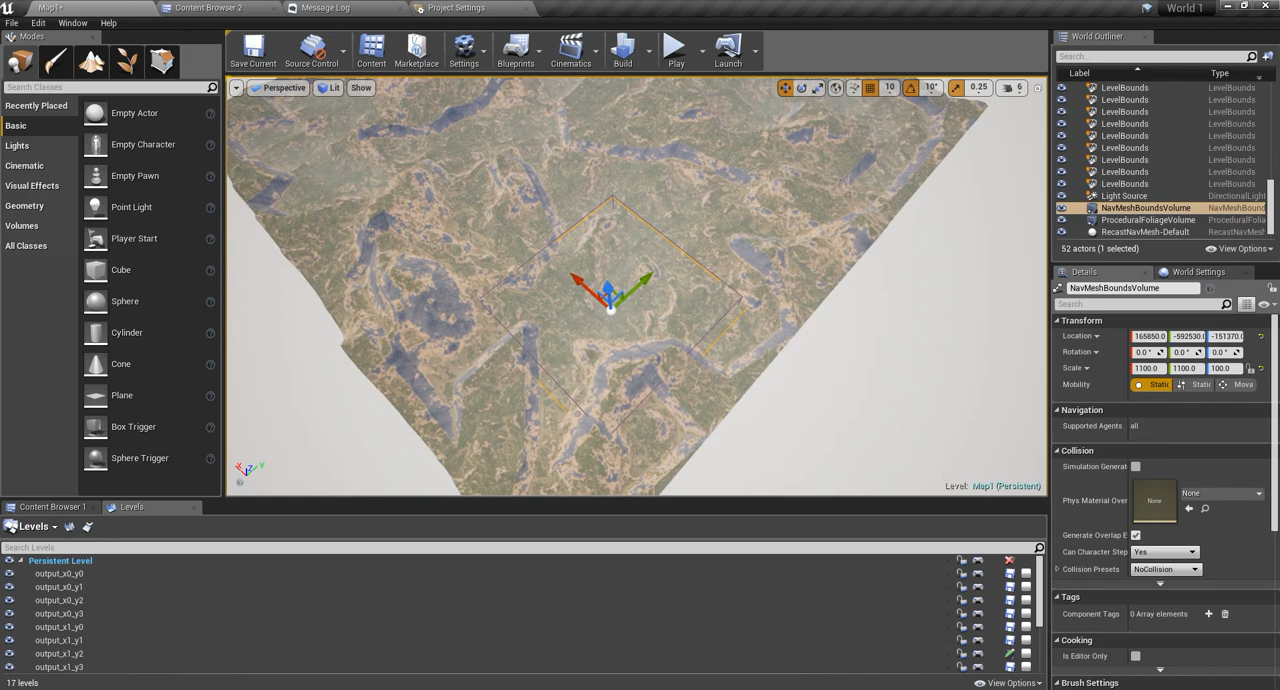 Map1*
Content Browser 2
Message Log
Project Settings
World 1
File Edit Window Help
Modes
Search Classes
Recently Placed
Basic
Lights
Cinematic
Visual Effects
Geometry
Volumes
All Classes
Empty Actor
Empty Character
Empty Pawn
Point Light
Player Start
Cube
Sphere
Cylinder
Cone
Plane
Box Trigger
Sphere Trigger
Save Current
Source Control
Content
Marketplace
Settings
Blueprints
Cinematics
Build
Play
Launch
Perspective Lit Show
10 10° 0.25 6
X Z Y
Level: Map1 (Persistent)
World Outliner
Search...
Label Type
LevelBounds LevelBounds
LevelBounds LevelBounds
LevelBounds LevelBounds
LevelBounds LevelBounds
LevelBounds LevelBounds
LevelBounds LevelBounds
LevelBounds LevelBounds
LevelBounds LevelBounds
LevelBounds LevelBounds
Light Source DirectionalLight
NavMeshBoundsVolume NavMeshBound
ProceduralFoliageVolume ProceduralFolia
RecastNavMesh-Default RecastNavMesh
52 actors (1 selected) View Options
Details World Settings
NavMeshBoundsVolume
Search
Transform
Location 165850.0 -592530.( -151370.(
Rotation 0.0 ° 0.0 ° 0.0 °
Scale 1100.0 1100.0 100.0
Mobility Static Static Mova
Navigation
Supported Agents all
Collision
Simulation Generat
Phys Material Over None None
Generate Overlap E
Can Character Step Yes
Collision Presets NoCollision
Tags
Component Tags 0 Array elements
Cooking
Is Editor Only
Brush Settings
Content Browser 1 Levels
Levels
Search Levels
Persistent Level
output_x0_y0
output_x0_y1
output_x0_y2
output_x0_y3
output_x1_y0
output_x1_y1
output_x1_y2
output_x1_y3
17 levels View Options